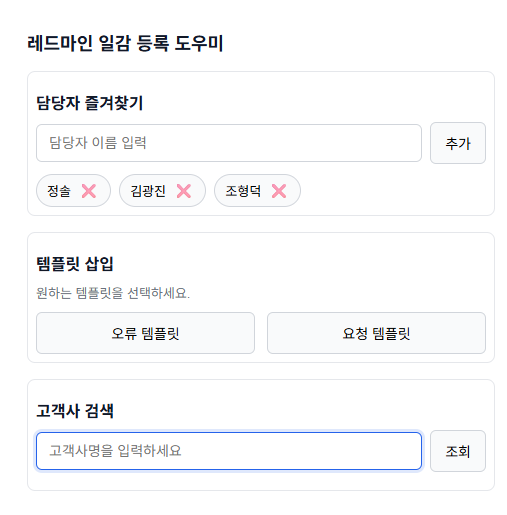 레드마인 일감 등록 도우미
담당자 즐겨찾기
담당자 이름 입력
추가
정솔 ❌ 김광진 ❌ 조형덕 ❌
템플릿 삽입
원하는 템플릿을 선택하세요.
오류 템플릿
요청 템플릿
고객사 검색
고객사명을 입력하세요
조회